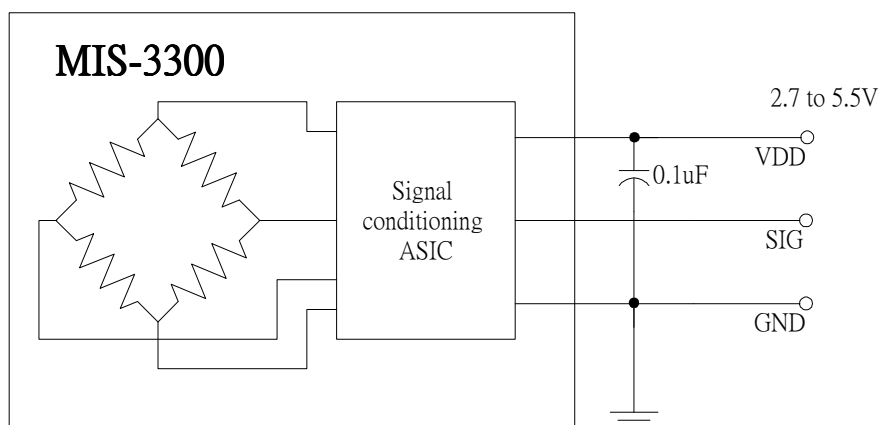 MIS-3300
2.7 to 5.5V
VDD
0.1uF
Signal
conditioning
ASIC
SIG
GND